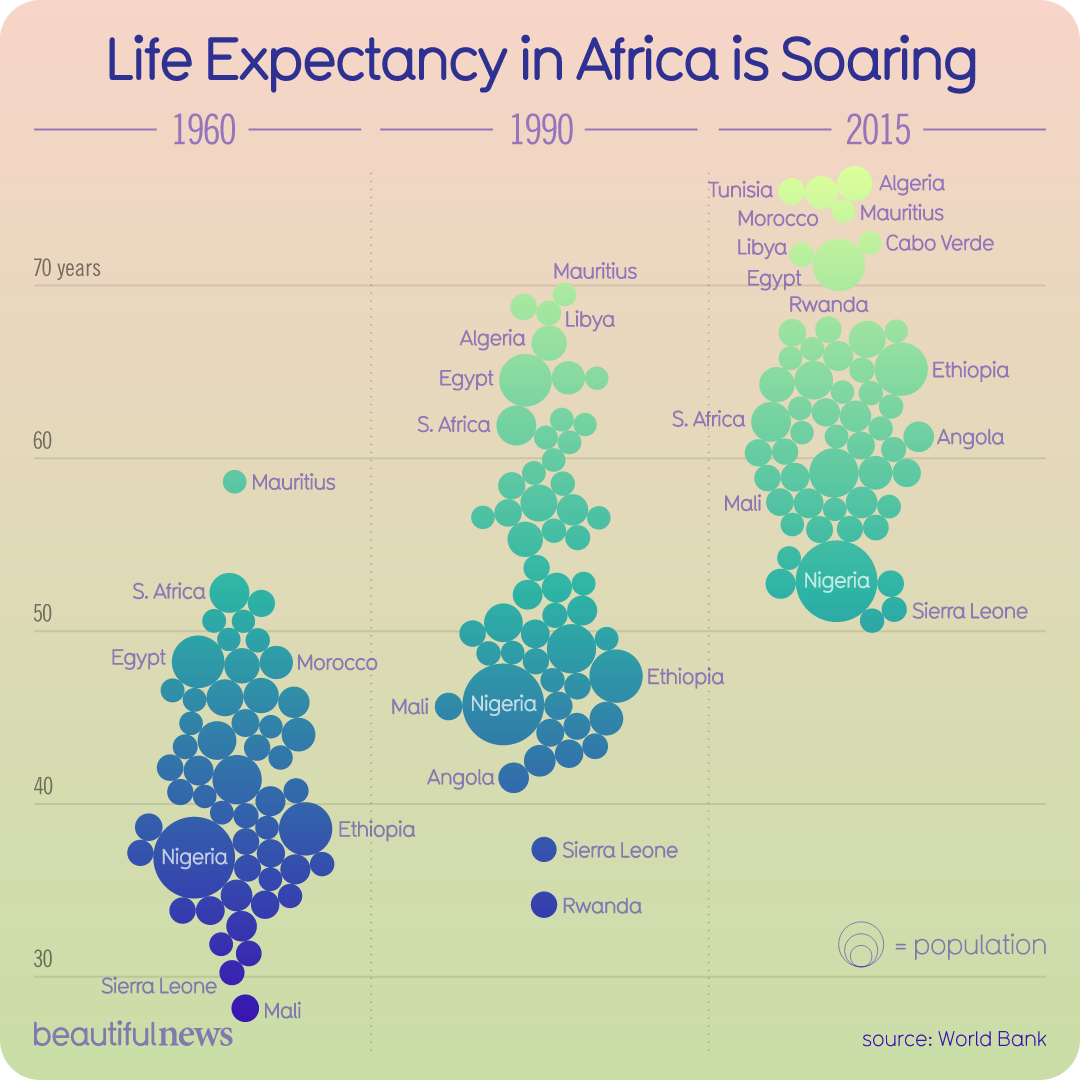 Life Expectancy in Africa is Soaring
1960
1990
2015
70 years
60
50
40
30
Mauritius
S. Africa
Egypt
Morocco
Ethiopia
Nigeria
Sierra Leone
Mali
Mauritius
Libya
Algeria
Egypt
S. Africa
Ethiopia
Mali
Nigeria
Angola
Sierra Leone
Rwanda
Tunisia
Algeria
Morocco
Mauritius
Libya
Cabo Verde
Egypt
Rwanda
Ethiopia
S. Africa
Angola
Mali
Nigeria
Sierra Leone
= population
beautifulnews
source: World Bank